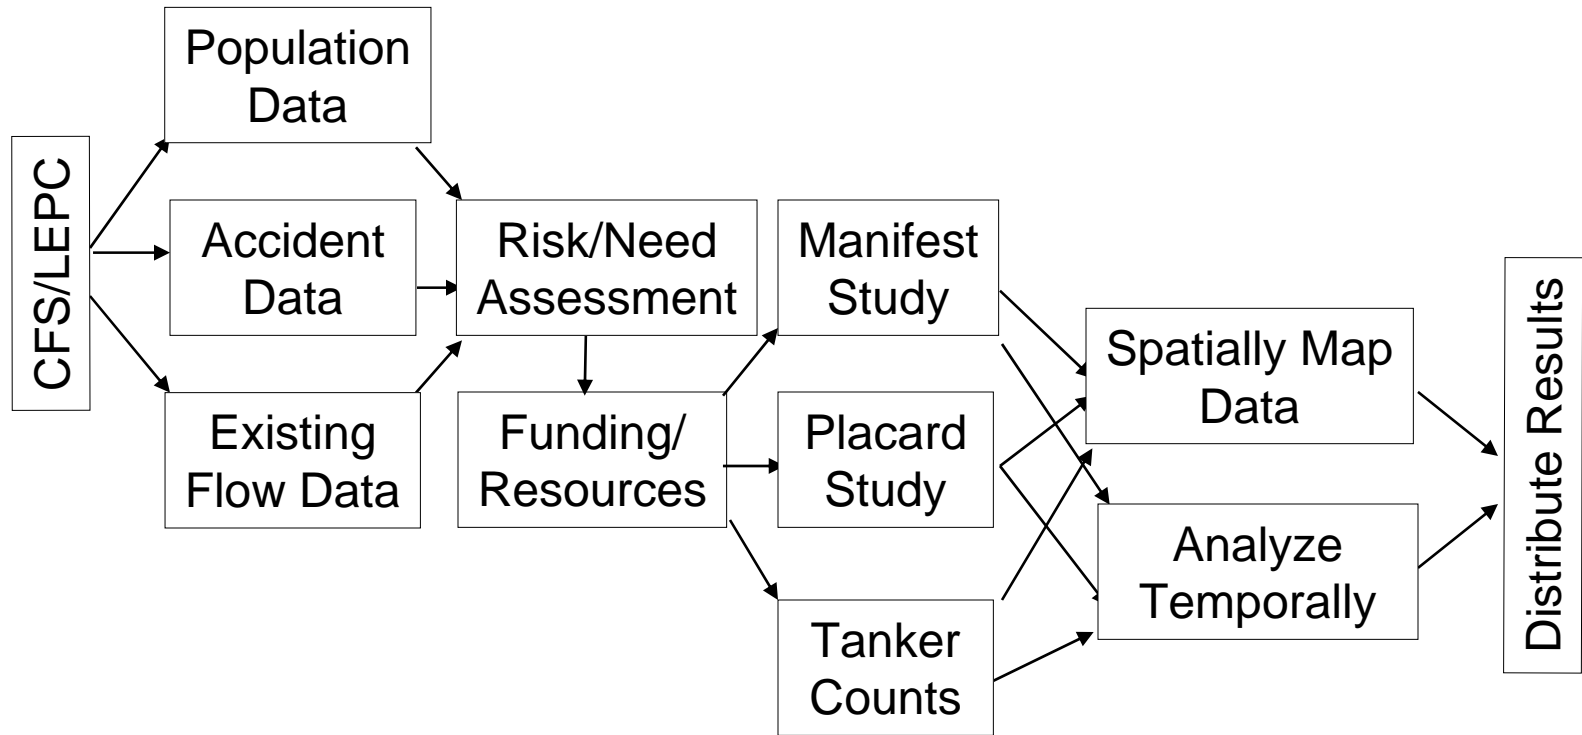 CFS/LEPC
Population
Data
Accident
Data
Existing
Flow Data
Risk/Need
Assessment
Funding/
Resources
Manifest
Study
Placard
Study
Tanker
Counts
Spatially Map
Data
Analyze
Temporally
Distribute Results